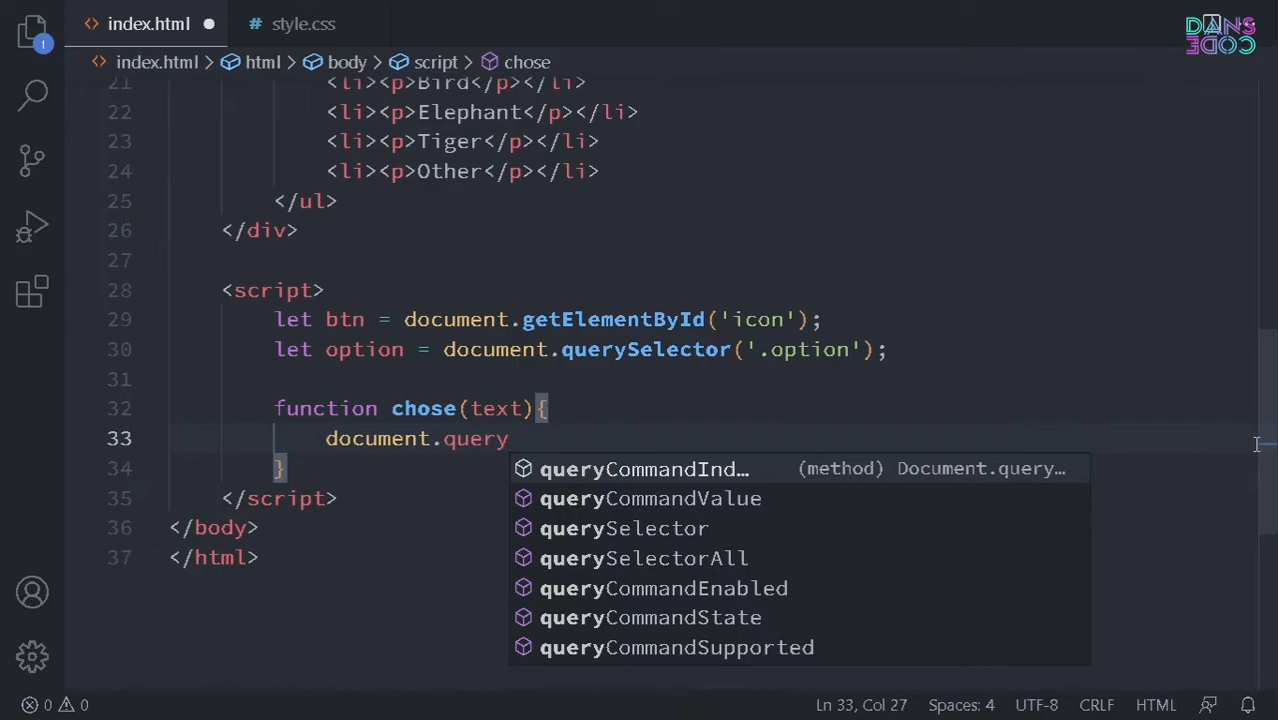 index.html
style.css
DANS CODE
1
index.html > html > body > script > chose
21 <li><p>Bird</p></li>
22 <li><p>Elephant</p></li>
23 <li><p>Tiger</p></li>
24 <li><p>Other</p></li>
25 </ul>
26 </div>
27
28 <script>
29 let btn = document.getElementById('icon');
30 let option = document.querySelector('.option');
31
32 function chose(text){
33 document.query
34 }
35 </script>
36 </body>
37 </html>
queryCommandInd… (method) Document.query…
queryCommandValue
querySelector
querySelectorAll
queryCommandEnabled
queryCommandState
queryCommandSupported
0 0 Ln 33, Col 27 Spaces: 4 UTF-8 CRLF HTML